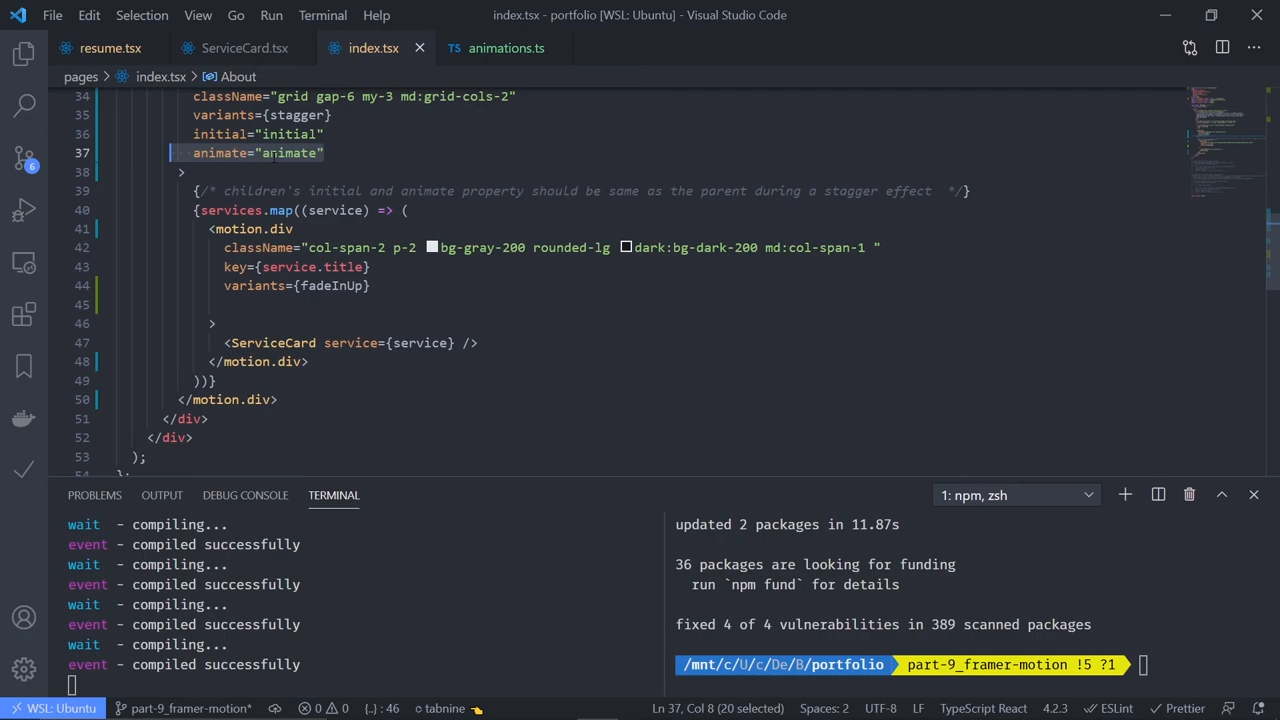 File Edit Selection View Go Run Terminal Help index.tsx - portfolio [WSL: Ubuntu] - Visual Studio Code
resume.tsx ServiceCard.tsx index.tsx TS animations.ts
pages > index.tsx > About
34 className="grid gap-6 my-3 md:grid-cols-2"
35 variants={stagger}
36 initial="initial"
37 animate="animate"
38 >
39 {/* children's initial and animate property should be same as the parent during a stagger effect  */}
40 {services.map((service) => (
41 <motion.div
42 className="col-span-2 p-2 bg-gray-200 rounded-lg dark:bg-dark-200 md:col-span-1 "
43 key={service.title}
44 variants={fadeInUp}
45
46 >
47 <ServiceCard service={service} />
48 </motion.div>
49 ))}
50 </motion.div>
51 </div>
52 </div>
53 );
54 };
6
PROBLEMS OUTPUT DEBUG CONSOLE TERMINAL 1: npm, zsh
wait - compiling...
event - compiled successfully
wait - compiling...
event - compiled successfully
wait - compiling...
event - compiled successfully
wait - compiling...
event - compiled successfully
updated 2 packages in 11.87s
36 packages are looking for funding
run `npm fund` for details
fixed 4 of 4 vulnerabilities in 389 scanned packages
/mnt/c/U/c/De/B/portfolio part-9_framer-motion !5 ?1
WSL: Ubuntu part-9_framer-motion* 0 0 {..} : 46 tabnine Ln 37, Col 8 (20 selected) Spaces: 2 UTF-8 LF TypeScript React 4.2.3 ESLint Prettier